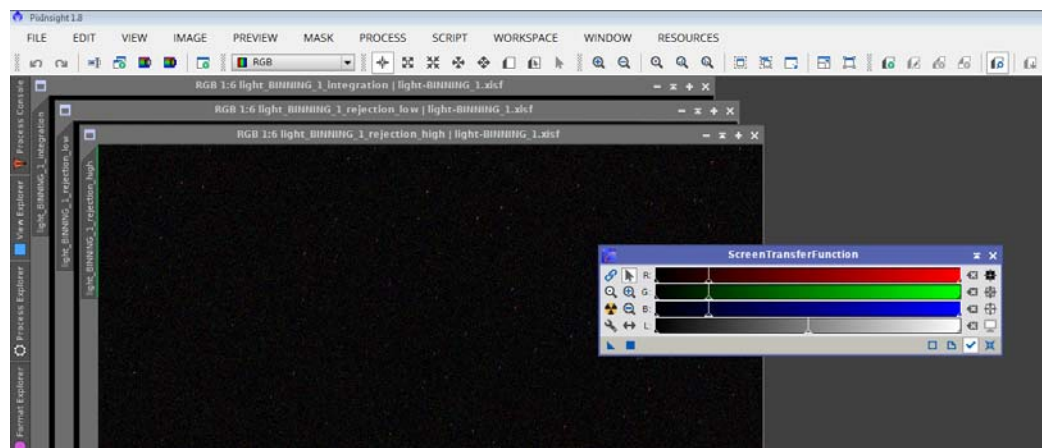 PixInsight 1.8
FILE EDIT VIEW IMAGE PREVIEW MASK PROCESS SCRIPT WORKSPACE WINDOW RESOURCES
RGB
RGB 1:6 light_BINNING_1_integration | light-BINNING_1.xisf
RGB 1:6 light_BINNING_1_rejection_low | light-BINNING_1.xisf
RGB 1:6 light_BINNING_1_rejection_high | light-BINNING_1.xisf
Process Console
View Explorer
Process Explorer
Format Explorer
light_BINNING_1_integration
light_BINNING_1_rejection_low
light_BINNING_1_rejection_high
ScreenTransferFunction
R:
G:
B:
L: